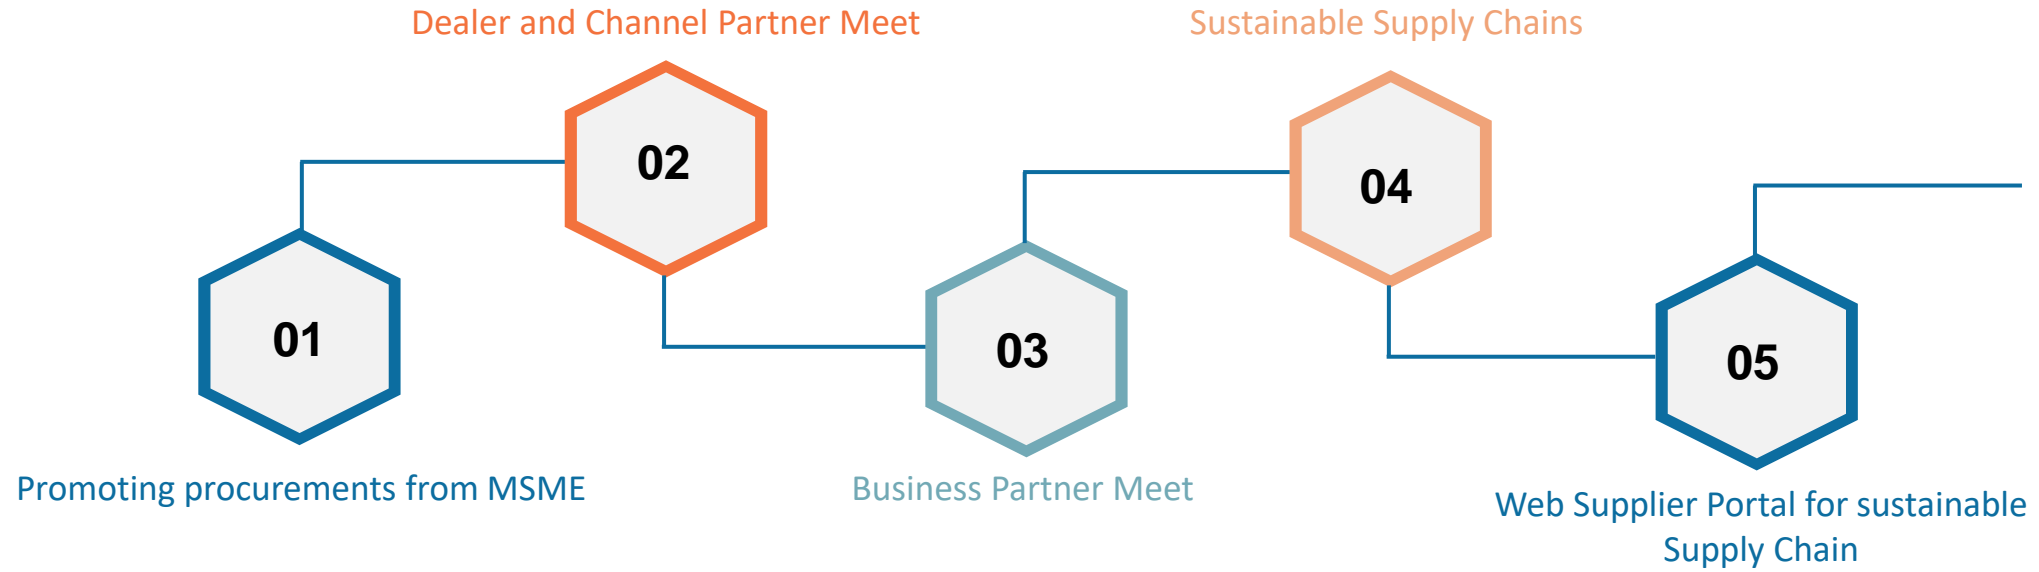 Dealer and Channel Partner Meet
Sustainable Supply Chains
02
04
01
03
05
Promoting procurements from MSME
Business Partner Meet
Web Supplier Portal for sustainable
Supply Chain